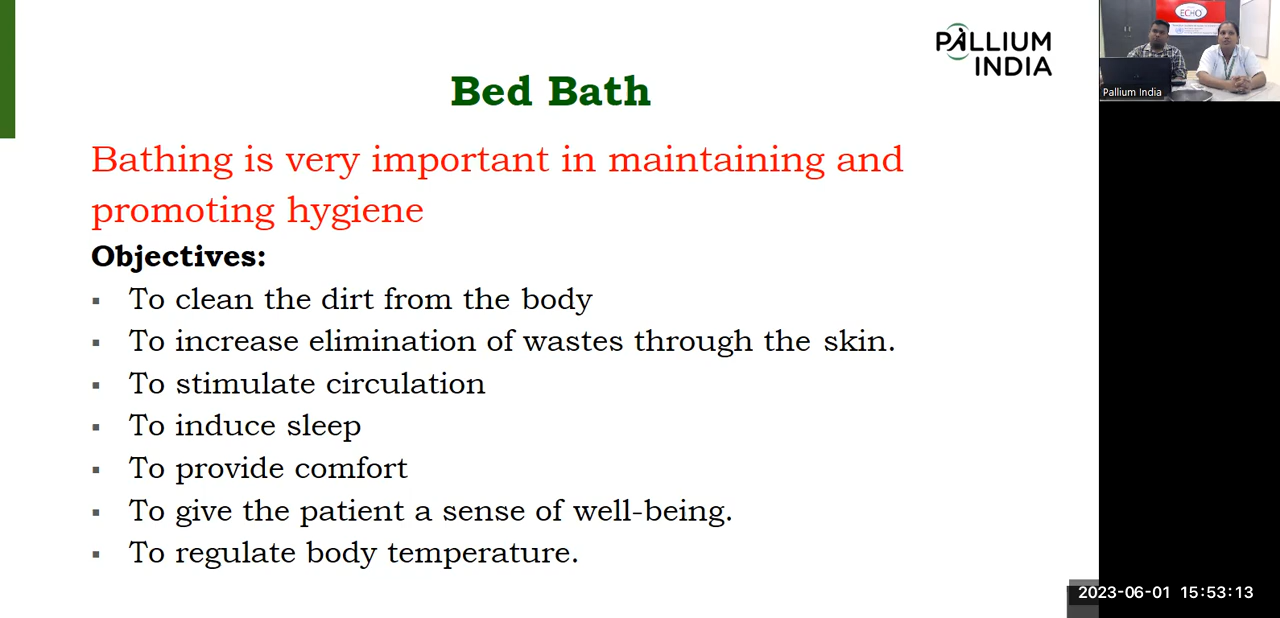 PALLIUM
INDIA
Bed Bath
Bathing is very important in maintaining and
promoting hygiene
Objectives:
▪ To clean the dirt from the body
▪ To increase elimination of wastes through the skin.
▪ To stimulate circulation
▪ To induce sleep
▪ To provide comfort
▪ To give the patient a sense of well-being.
▪ To regulate body temperature.
ECHO
Pallium India
2023-06-01 15:53:13